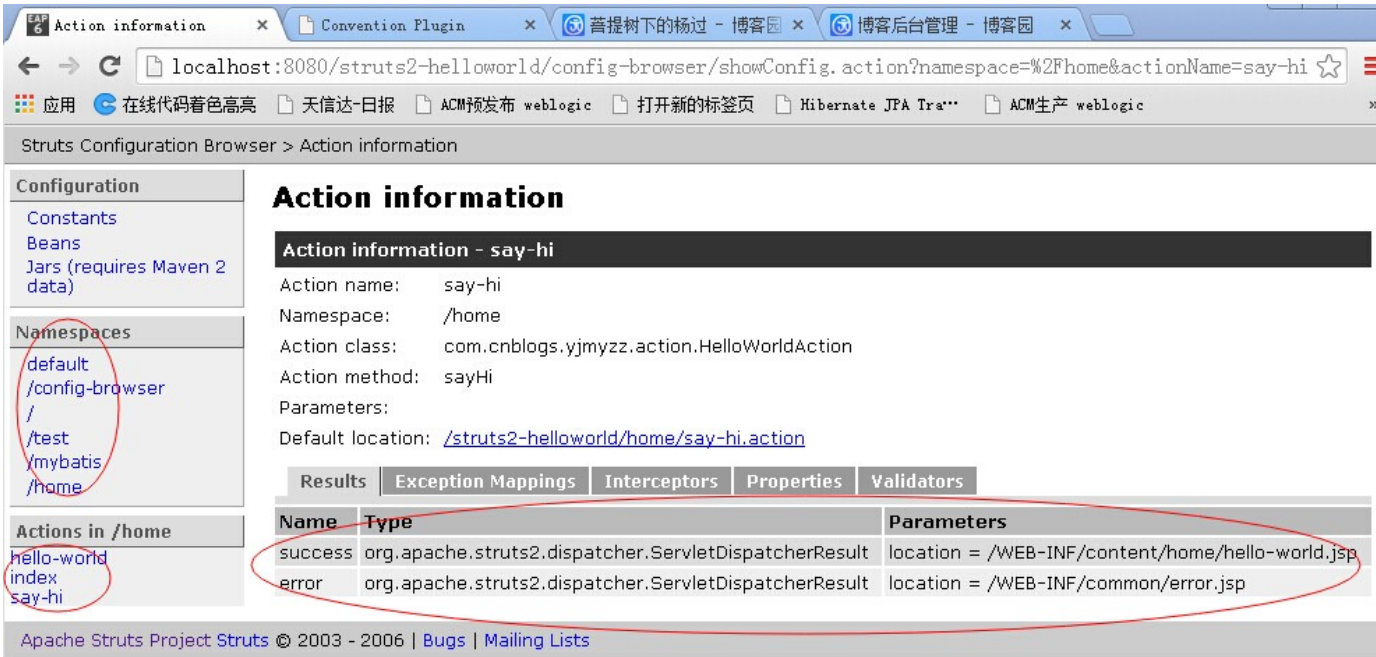 EAP 6 Action information × Convention Plugin × 菩提树下的杨过 - 博客园 × 博客后台管理 - 博客园 ×
localhost:8080/struts2-helloworld/config-browser/showConfig.action?namespace=%2Fhome&actionName=say-hi
应用 在线代码着色高亮 天信达-日报 ACM预发布 weblogic 打开新的标签页 Hibernate JPA Tra… ACM生产 weblogic »
Struts Configuration Browser > Action information
Configuration
Constants
Beans
Jars (requires Maven 2
data)
Namespaces
default
/config-browser
/
/test
/mybatis
/home
Actions in /home
hello-world
index
say-hi
Action information
Action information - say-hi
Action name: say-hi
Namespace: /home
Action class: com.cnblogs.yjmyzz.action.HelloWorldAction
Action method: sayHi
Parameters:
Default location: /struts2-helloworld/home/say-hi.action
Results Exception Mappings Interceptors Properties Validators
Name Type Parameters
success org.apache.struts2.dispatcher.ServletDispatcherResult location = /WEB-INF/content/home/hello-world.jsp
error org.apache.struts2.dispatcher.ServletDispatcherResult location = /WEB-INF/common/error.jsp
Apache Struts Project Struts © 2003 - 2006 | Bugs | Mailing Lists